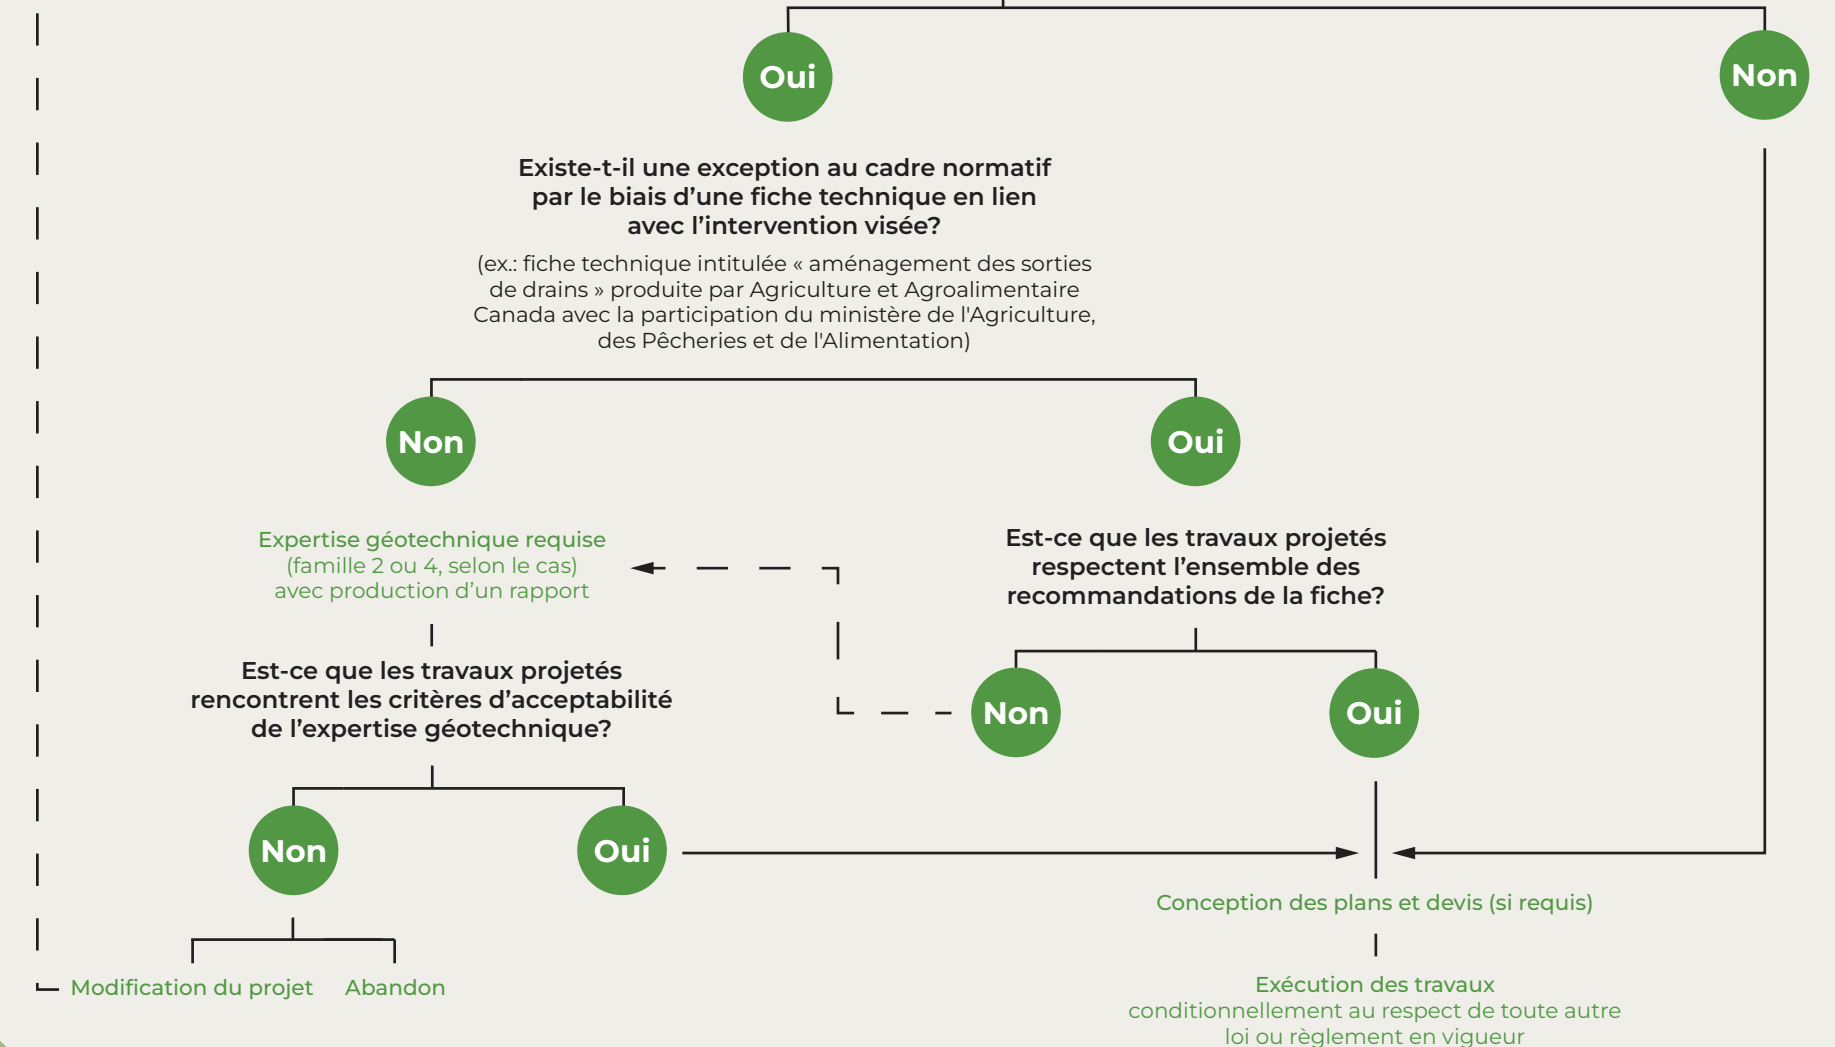 Oui
Non
Existe-t-il une exception au cadre normatif
par le biais d’une fiche technique en lien
avec l’intervention visée?
(ex.: fiche technique intitulée « aménagement des sorties
de drains » produite par Agriculture et Agroalimentaire
Canada avec la participation du ministère de l'Agriculture,
des Pêcheries et de l'Alimentation)
Non
Oui
Expertise géotechnique requise
(famille 2 ou 4, selon le cas)
avec production d’un rapport
Est-ce que les travaux projetés
respectent l’ensemble des
recommandations de la fiche?
Est-ce que les travaux projetés
rencontrent les critères d’acceptabilité
de l’expertise géotechnique?
Non
Oui
Non
Oui
Conception des plans et devis (si requis)
Modification du projet
Abandon
Exécution des travaux
conditionnellement au respect de toute autre
loi ou règlement en vigueur